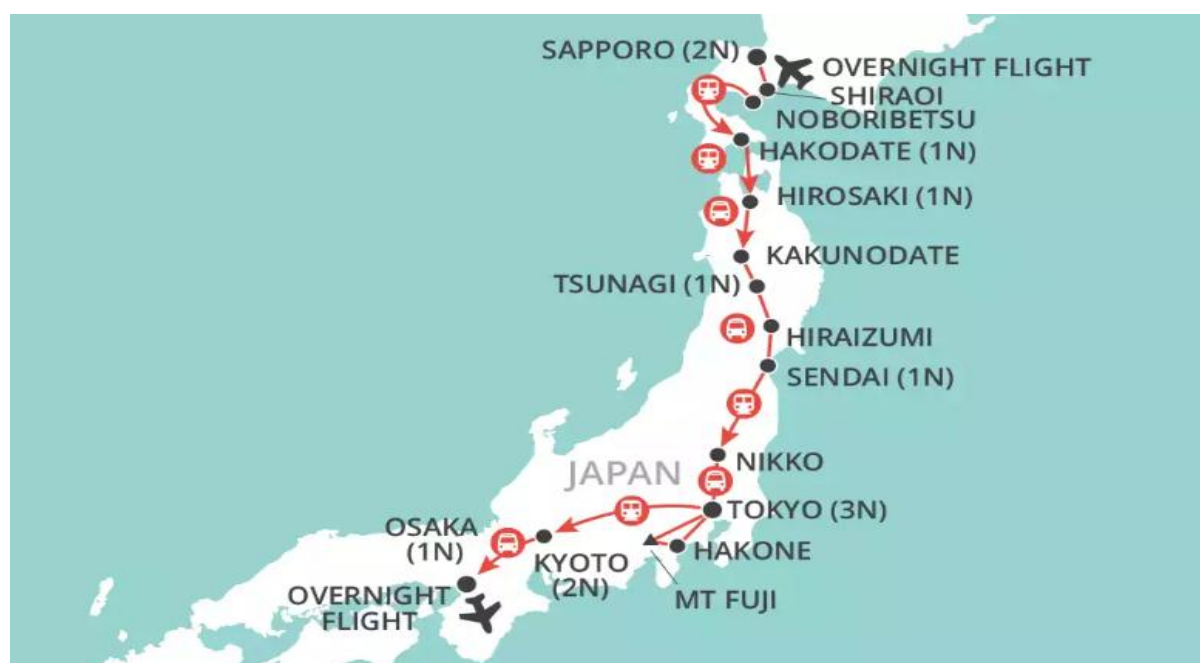 SAPPORO (2N)
OVERNIGHT FLIGHT
SHIRAOI
NOBORIBETSU
HAKODATE (1N)
HIROSAKI (1N)
KAKUNODATE
TSUNAGI (1N)
HIRAIZUMI
SENDAI (1N)
NIKKO
JAPAN
TOKYO (3N)
OSAKA
(1N)
HAKONE
KYOTO
(2N)
MT FUJI
OVERNIGHT
FLIGHT